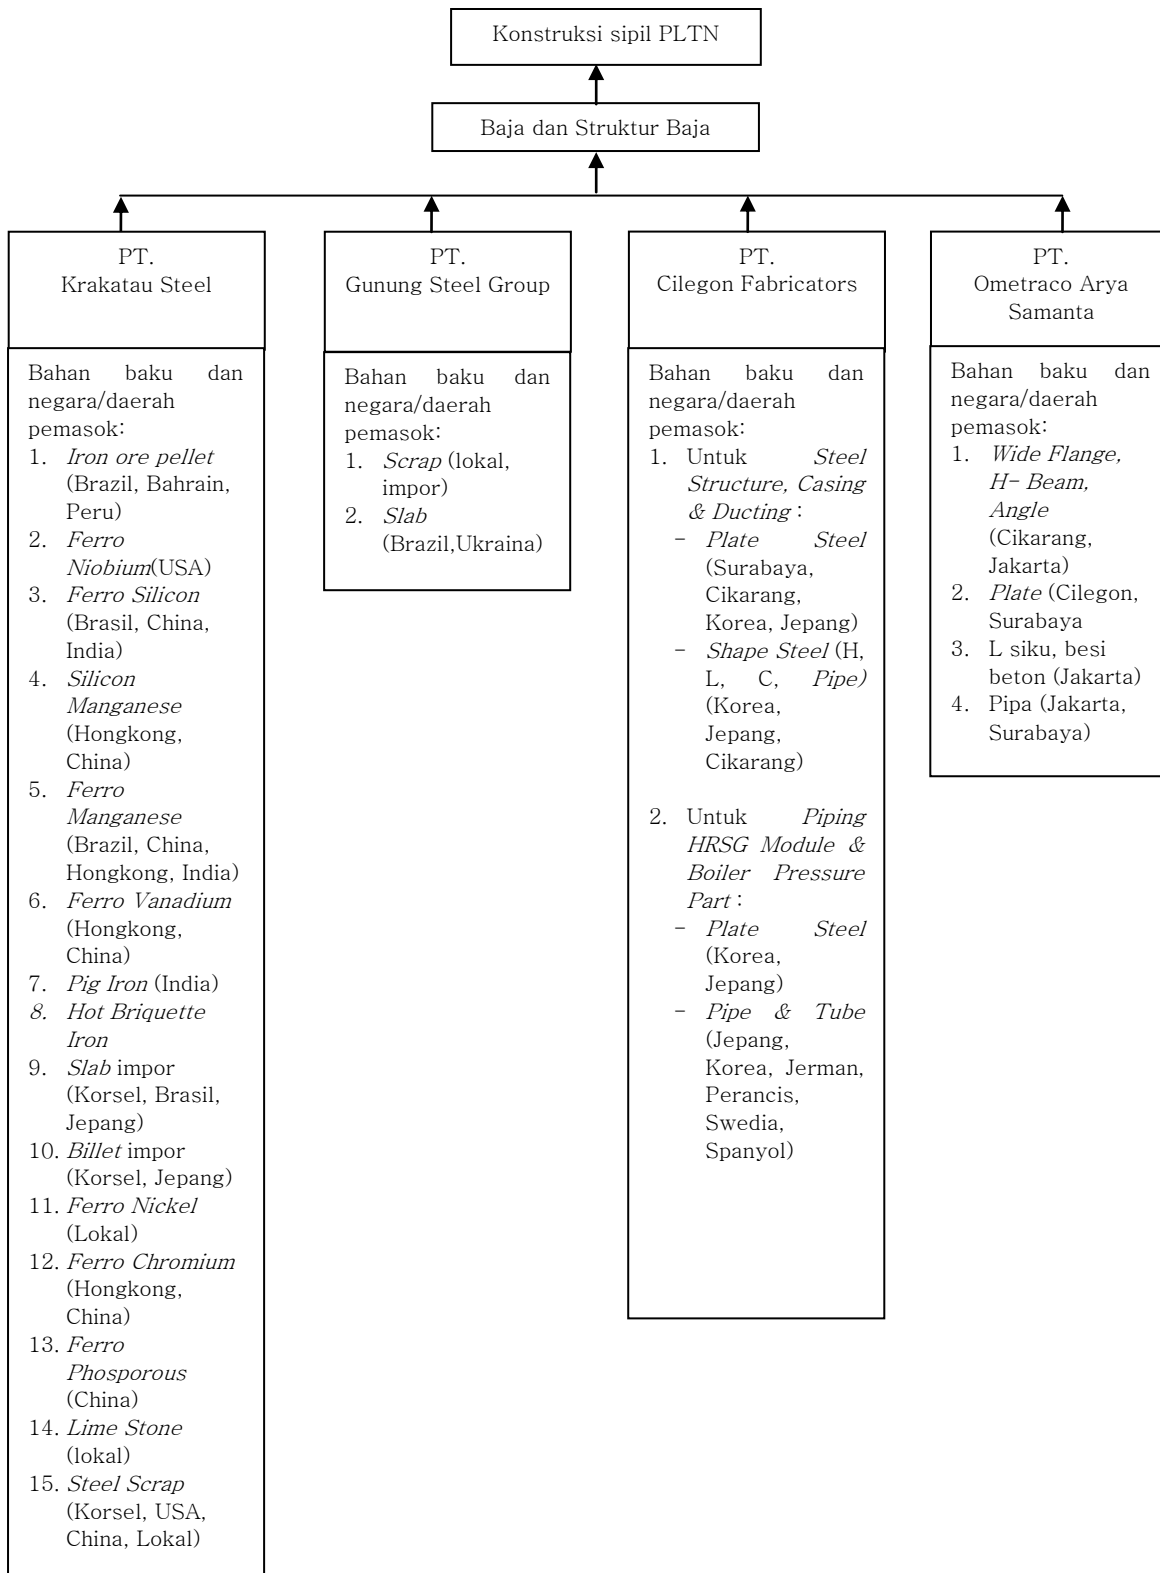 Konstruksi sipil PLTN
Baja dan Struktur Baja
PT.
Krakatau Steel
Bahan baku dan
negara/daerah
pemasok:
1. Iron ore pellet
(Brazil, Bahrain,
Peru)
2. Ferro
Niobium(USA)
3. Ferro Silicon
(Brasil, China,
India)
4. Silicon
Manganese
(Hongkong,
China)
5. Ferro
Manganese
(Brazil, China,
Hongkong, India)
6. Ferro Vanadium
(Hongkong,
China)
7. Pig Iron (India)
8. Hot Briquette
Iron
9. Slab impor
(Korsel, Brasil,
Jepang)
10. Billet impor
(Korsel, Jepang)
11. Ferro Nickel
(Lokal)
12. Ferro Chromium
(Hongkong,
China)
13. Ferro
Phosporous
(China)
14. Lime Stone
(lokal)
15. Steel Scrap
(Korsel, USA,
China, Lokal)
PT.
Gunung Steel Group
Bahan baku dan
negara/daerah
pemasok:
1. Scrap (lokal,
impor)
2. Slab
(Brazil,Ukraina)
PT.
Cilegon Fabricators
Bahan baku dan
negara/daerah
pemasok:
1. Untuk Steel
Structure, Casing
& Ducting :
- Plate Steel
(Surabaya,
Cikarang,
Korea, Jepang)
- Shape Steel (H,
L, C, Pipe)
(Korea,
Jepang,
Cikarang)
2. Untuk Piping
HRSG Module &
Boiler Pressure
Part :
- Plate Steel
(Korea,
Jepang)
- Pipe & Tube
(Jepang,
Korea, Jerman,
Perancis,
Swedia,
Spanyol)
PT.
Ometraco Arya
Samanta
Bahan baku dan
negara/daerah
pemasok:
1. Wide Flange,
H- Beam,
Angle
(Cikarang,
Jakarta)
2. Plate (Cilegon,
Surabaya
3. L siku, besi
beton (Jakarta)
4. Pipa (Jakarta,
Surabaya)